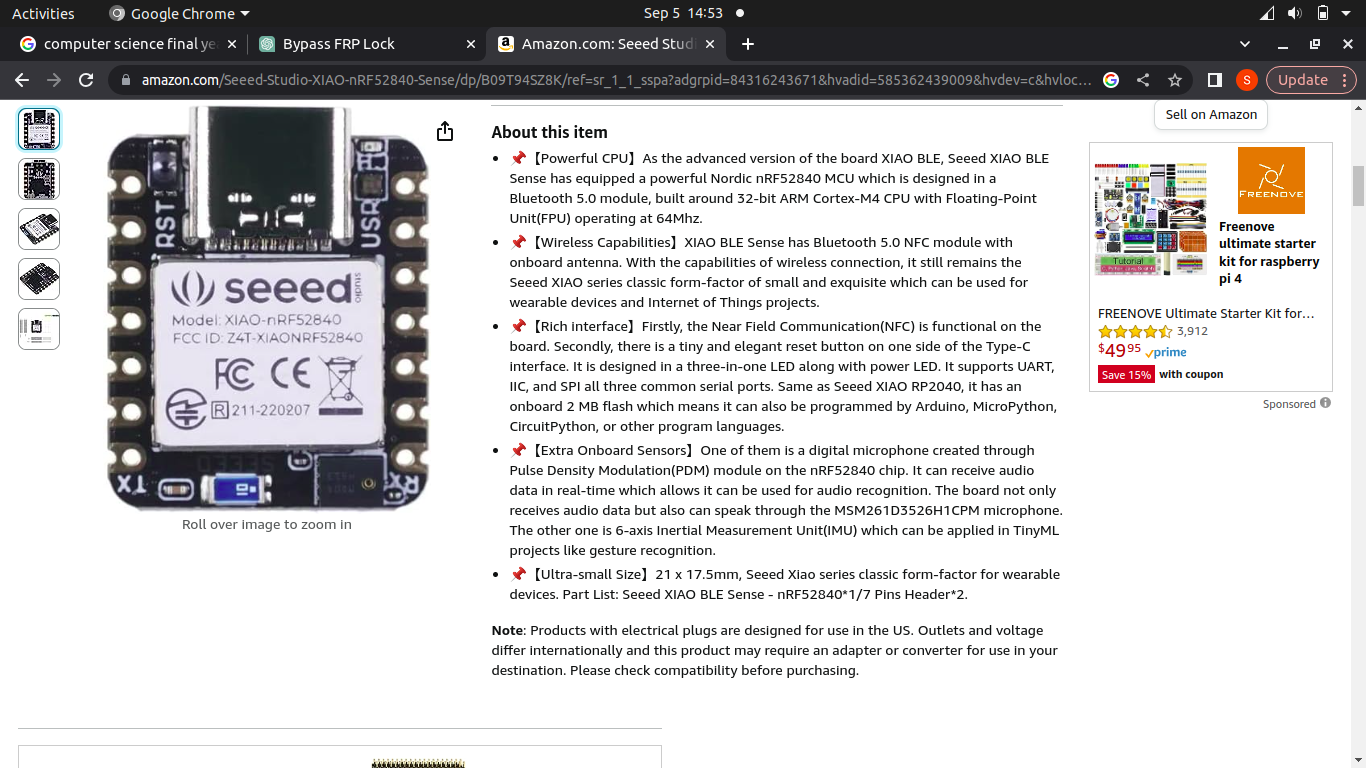 Activities
Google Chrome
Sep 5 14:53
computer science final ye
Bypass FRP Lock
Amazon.com: Seeed Studi
amazon.com/Seeed-Studio-XIAO-nRF52840-Sense/dp/B09T94SZ8K/ref=sr_1_1_sspa?adgrpid=84316243671&hvadid=585362439009&hvdev=c&hvloc...
S
Update
RST
USR
seeed
studio
Model: XIAO-nRF52840
FCC ID: Z4T-XIAONRF52840
FC CE
R 211-220207
TX
RX
Roll over image to zoom in
About this item
• 📌【Powerful CPU】As the advanced version of the board XIAO BLE, Seeed XIAO BLE
Sense has equipped a powerful Nordic nRF52840 MCU which is designed in a
Bluetooth 5.0 module, built around 32-bit ARM Cortex-M4 CPU with Floating-Point
Unit(FPU) operating at 64Mhz.
• 📌【Wireless Capabilities】XIAO BLE Sense has Bluetooth 5.0 NFC module with
onboard antenna. With the capabilities of wireless connection, it still remains the
Seeed XIAO series classic form-factor of small and exquisite which can be used for
wearable devices and Internet of Things projects.
• 📌【Rich interface】Firstly, the Near Field Communication(NFC) is functional on the
board. Secondly, there is a tiny and elegant reset button on one side of the Type-C
interface. It is designed in a three-in-one LED along with power LED. It supports UART,
IIC, and SPI all three common serial ports. Same as Seeed XIAO RP2040, it has an
onboard 2 MB flash which means it can also be programmed by Arduino, MicroPython,
CircuitPython, or other program languages.
• 📌【Extra Onboard Sensors】One of them is a digital microphone created through
Pulse Density Modulation(PDM) module on the nRF52840 chip. It can receive audio
data in real-time which allows it can be used for audio recognition. The board not only
receives audio data but also can speak through the MSM261D3526H1CPM microphone.
The other one is 6-axis Inertial Measurement Unit(IMU) which can be applied in TinyML
projects like gesture recognition.
• 📌【Ultra-small Size】21 x 17.5mm, Seeed Xiao series classic form-factor for wearable
devices. Part List: Seeed XIAO BLE Sense - nRF52840*1/7 Pins Header*2.
Note: Products with electrical plugs are designed for use in the US. Outlets and voltage
differ internationally and this product may require an adapter or converter for use in your
destination. Please check compatibility before purchasing.
Sell on Amazon
FREENOVE
Tutorial
Freenove
ultimate starter
kit for raspberry
pi 4
FREENOVE Ultimate Starter Kit for...
3,912
$49.95 prime
Save 15% with coupon
Sponsored